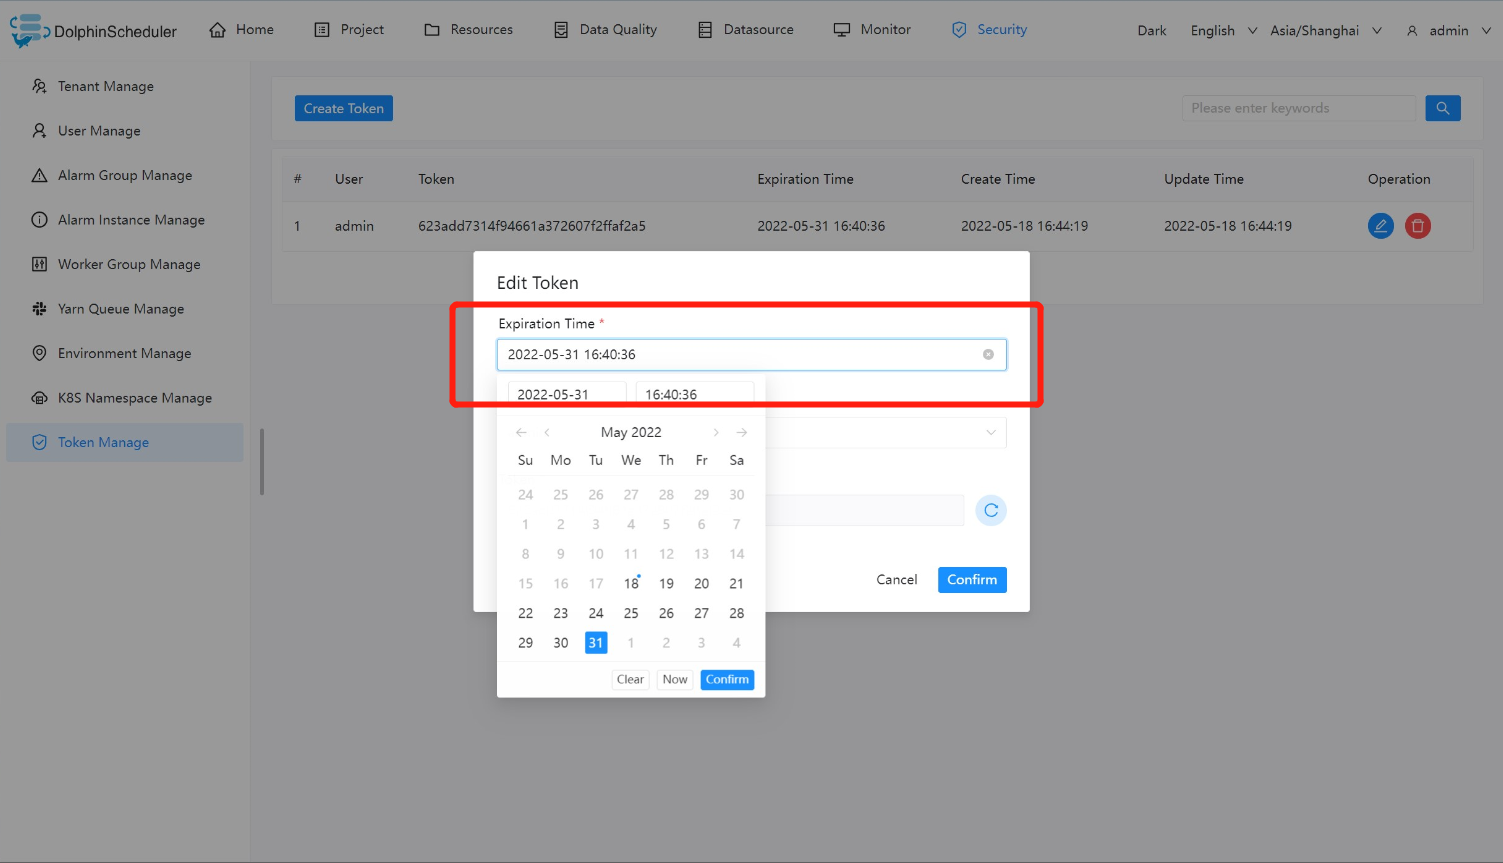 DolphinScheduler Home Project Resources Data Quality Datasource Monitor Security Dark English Asia/Shanghai admin
Tenant Manage
User Manage
Alarm Group Manage
Alarm Instance Manage
Worker Group Manage
Yarn Queue Manage
Environment Manage
K8S Namespace Manage
Token Manage
Create Token Please enter keywords
# User Token Expiration Time Create Time Update Time Operation
1 admin 623add7314f94661a372607f2ffaf2a5 2022-05-31 16:40:36 2022-05-18 16:44:19 2022-05-18 16:44:19
Edit Token
Expiration Time *
2022-05-31 16:40:36
2022-05-31 16:40:36
May 2022
Su Mo Tu We Th Fr Sa
24 25 26 27 28 29 30
1 2 3 4 5 6 7
8 9 10 11 12 13 14
15 16 17 18 19 20 21
22 23 24 25 26 27 28
29 30 31 1 2 3 4
Clear Now Confirm
Cancel Confirm